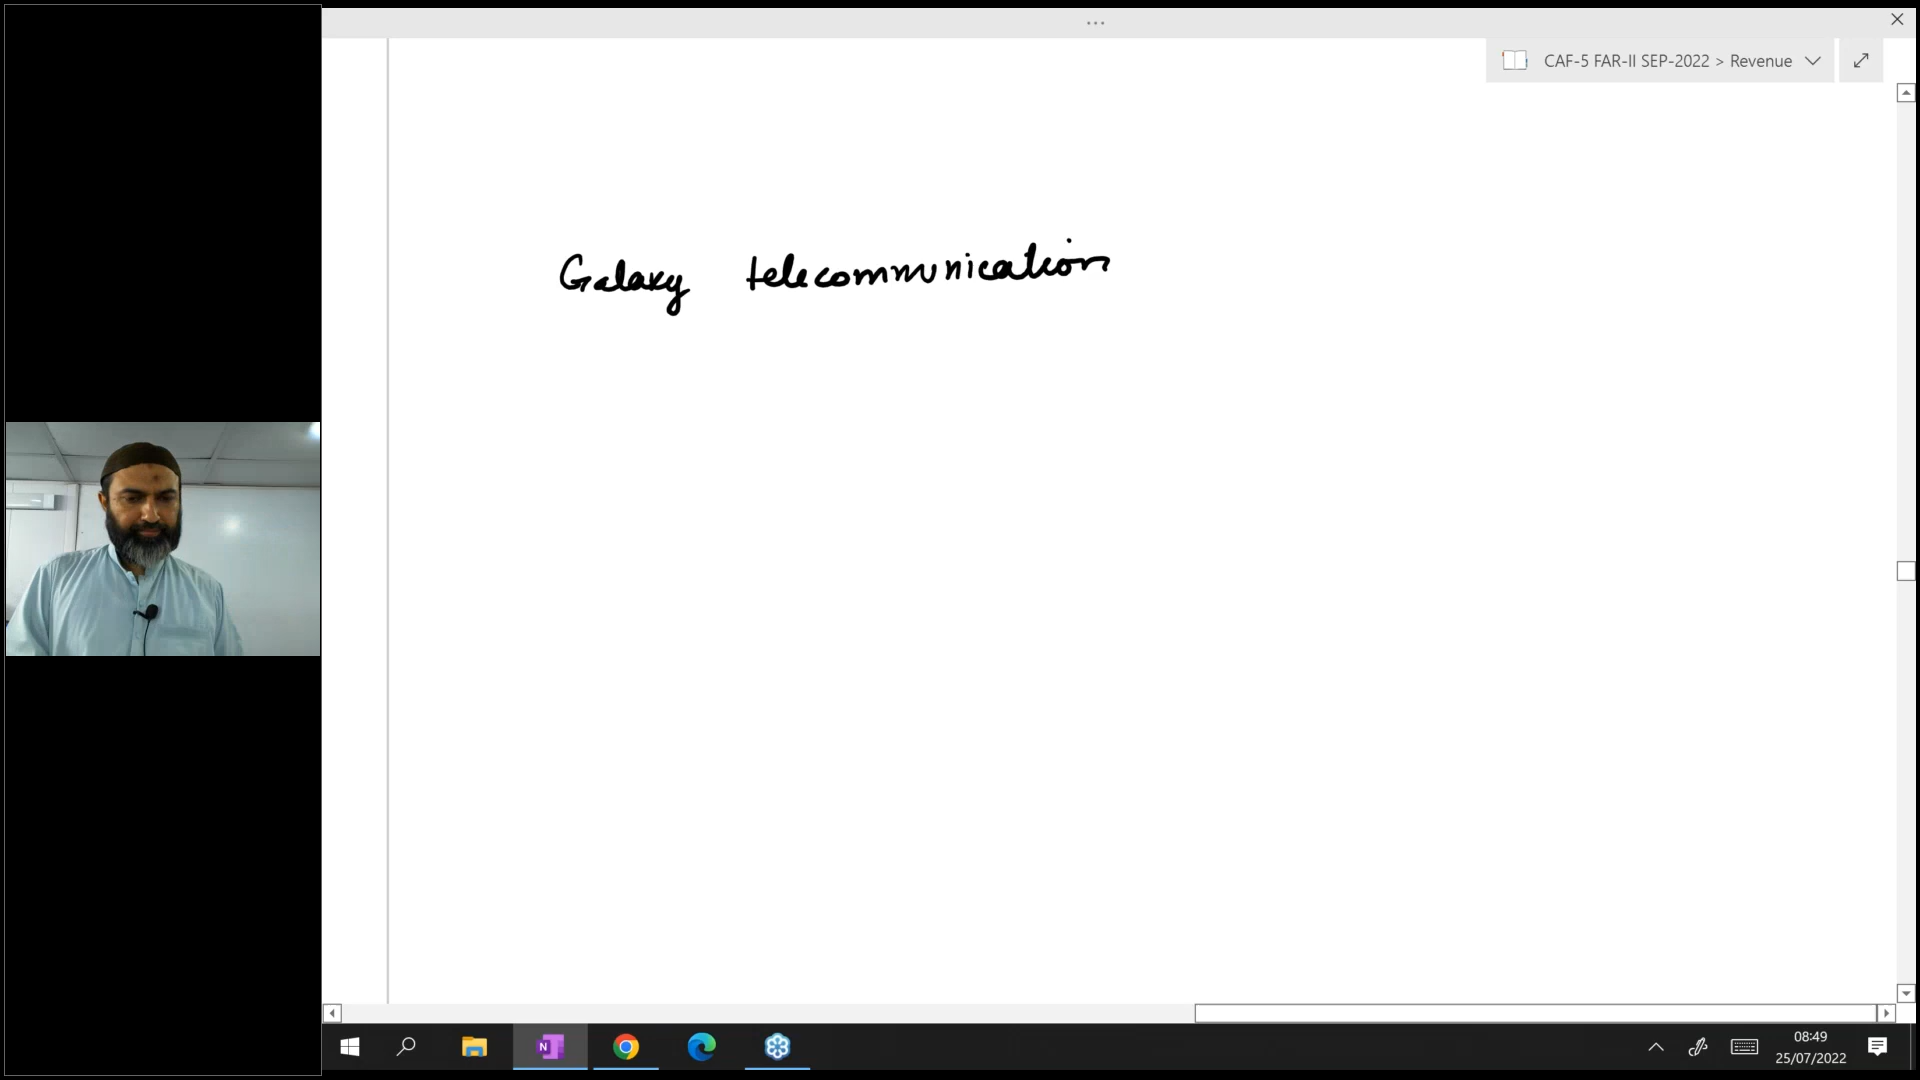 ...
CAF-5 FAR-II SEP-2022 > Revenue
Galaxy telecommunication
08:49
25/07/2022